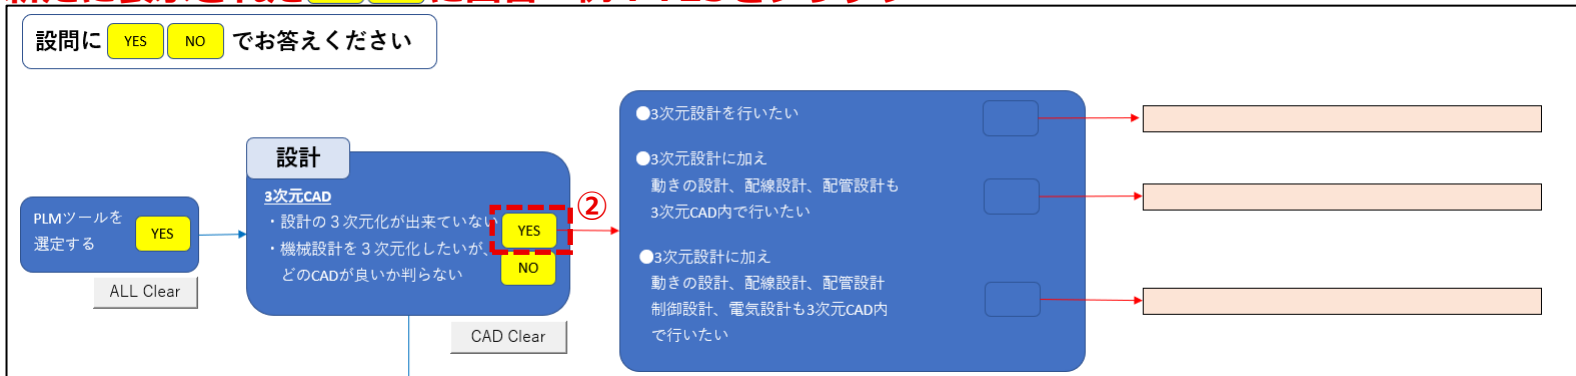 設問に YES NO でお答えください
PLMツールを
選定する
YES
ALL Clear
設計
3次元CAD
・設計の３次元化が出来ていない
・機械設計を３次元化したいが、
どのCADが良いか判らない
YES
NO
②
CAD Clear
●3次元設計を行いたい
●3次元設計に加え
動きの設計、配線設計、配管設計も
3次元CAD内で行いたい
●3次元設計に加え
動きの設計、配線設計、配管設計
制御設計、電気設計も3次元CAD内
で行いたい